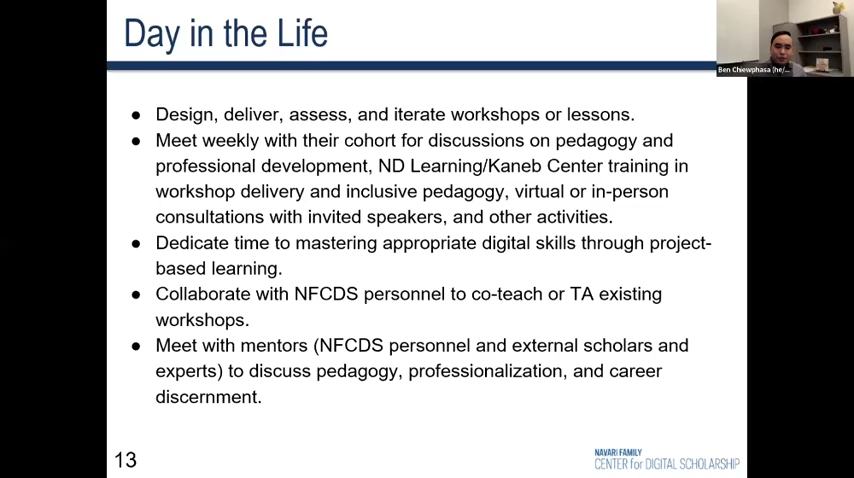 Day in the Life
Ben Chiewphasa (he/...
● Design, deliver, assess, and iterate workshops or lessons.
● Meet weekly with their cohort for discussions on pedagogy and
professional development, ND Learning/Kaneb Center training in
workshop delivery and inclusive pedagogy, virtual or in-person
consultations with invited speakers, and other activities.
● Dedicate time to mastering appropriate digital skills through project-
based learning.
● Collaborate with NFCDS personnel to co-teach or TA existing
workshops.
● Meet with mentors (NFCDS personnel and external scholars and
experts) to discuss pedagogy, professionalization, and career
discernment.
13
NAVARI FAMILY
CENTER for DIGITAL SCHOLARSHIP